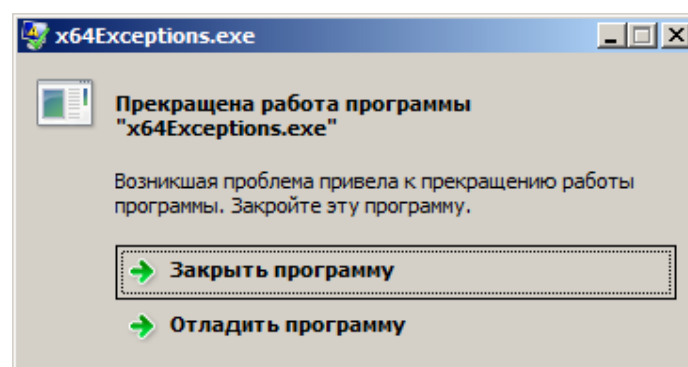 x64Exceptions.exe
Прекращена работа программы
"x64Exceptions.exe"
Возникшая проблема привела к прекращению работы
программы. Закройте эту программу.
Закрыть программу
Отладить программу